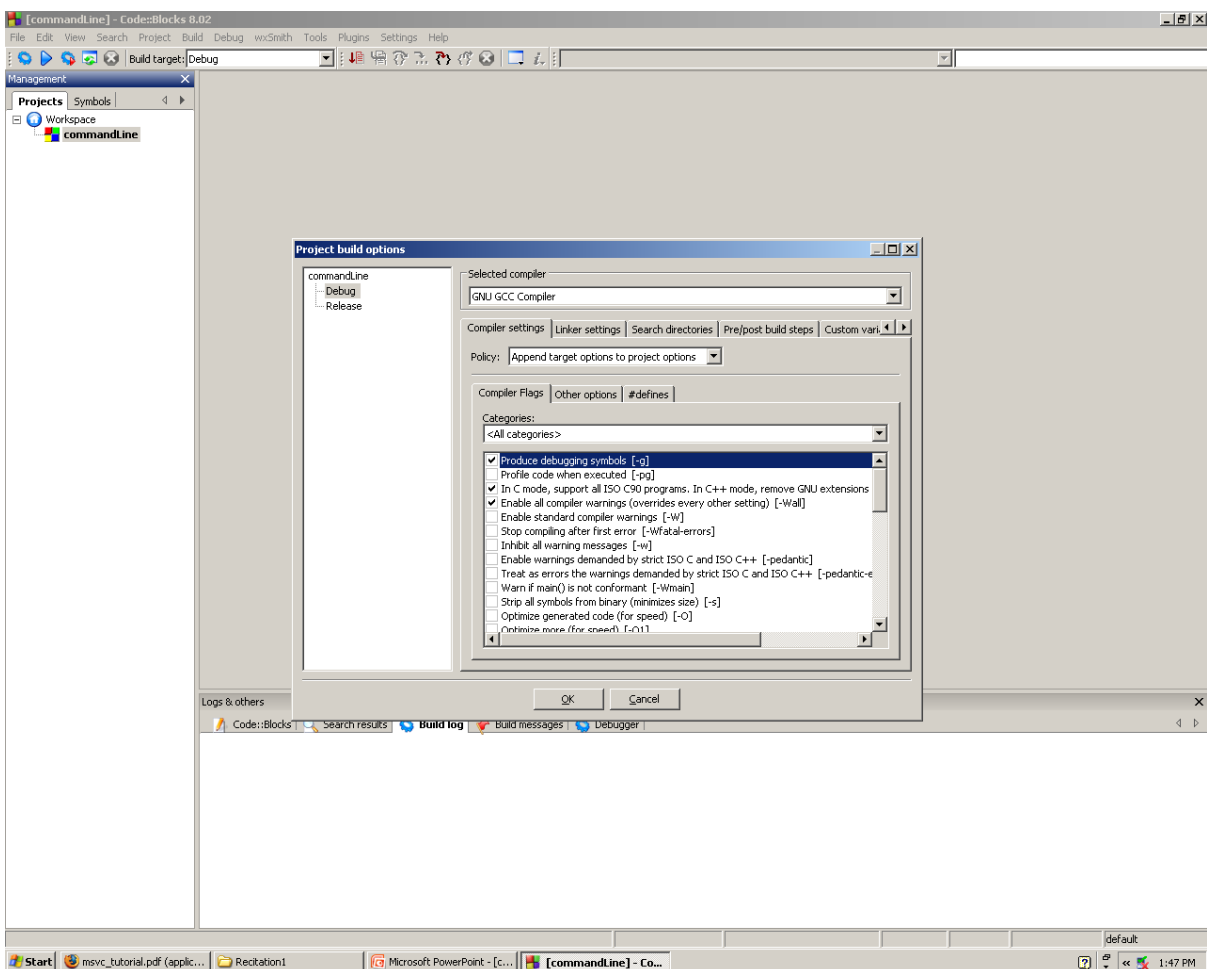 [commandLine] - Code::Blocks 8.02
File Edit View Search Project Build Debug wxSmith Tools Plugins Settings Help
Build target: Debug
Management
Projects Symbols
Workspace
commandLine
Project build options
commandLine
Debug
Release
Selected compiler
GNU GCC Compiler
Compiler settings Linker settings Search directories Pre/post build steps Custom vari
Policy: Append target options to project options
Compiler Flags Other options #defines
Categories:
<All categories>
Produce debugging symbols [-g]
Profile code when executed [-pg]
In C mode, support all ISO C90 programs. In C++ mode, remove GNU extensions
Enable all compiler warnings (overrides every other setting) [-Wall]
Enable standard compiler warnings [-W]
Stop compiling after first error [-Wfatal-errors]
Inhibit all warning messages [-w]
Enable warnings demanded by strict ISO C and ISO C++ [-pedantic]
Treat as errors the warnings demanded by strict ISO C and ISO C++ [-pedantic-e
Warn if main() is not conformant [-Wmain]
Strip all symbols from binary (minimizes size) [-s]
Optimize generated code (for speed) [-O]
Optimize more (for speed) [-O1]
OK Cancel
Logs & others
Code::Blocks Search results Build log Build messages Debugger
default
Start msvc_tutorial.pdf (applic... Recitation1 Microsoft PowerPoint - [c... [commandLine] - Co... 1:47 PM